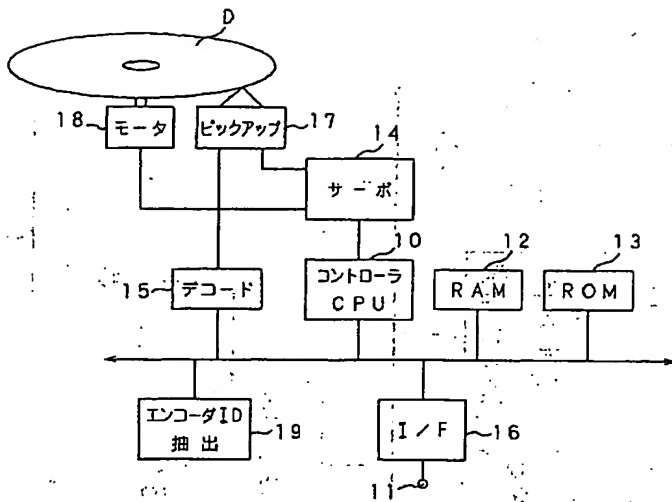 D
18
モータ
ピックアップ
17
14
サーボ
10
コントローラ
CPU
12
RAM
13
ROM
15
デコード
エンコーダID
抽出
19
I/F
16
11